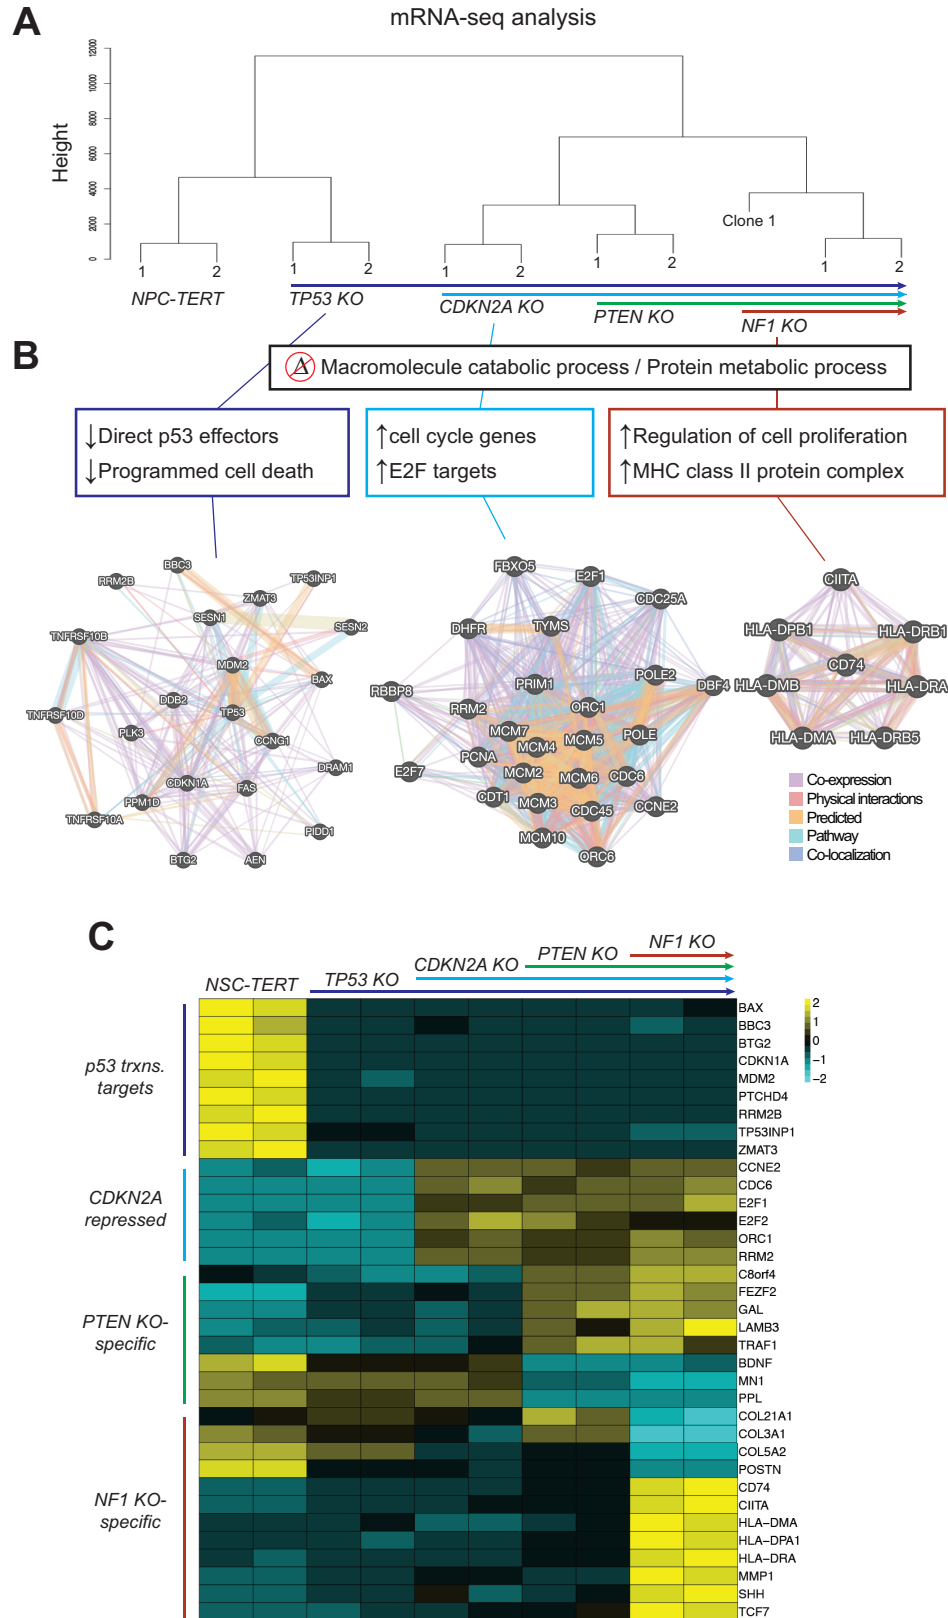 A
mRNA-seq analysis
Height
12000
10000
8000
6000
4000
2000
0
Clone 1
1 2 1 2 1 2 1 2 1 2
NPC-TERT
TP53 KO
CDKN2A KO
PTEN KO
NF1 KO
B
Δ Macromolecule catabolic process / Protein metabolic process
↓Direct p53 effectors
↓Programmed cell death
↑cell cycle genes
↑E2F targets
↑Regulation of cell proliferation
↑MHC class II protein complex
BBC3
RRM2B
TP53INP1
ZMAT3
SESN1
SESN2
TNFRSF10B
MDM2
BAX
DDB2
TP53
TNFRSF10D
PLK3
CCNG1
DRAM1
CDKN1A
FAS
PPM1D
TNFRSF10A
PIDD1
BTG2
AEN
FBXO5
E2F1
CDC25A
DHFR
TYMS
POLE2
RBBP8
PRIM1
DBF4
RRM2
ORC1
MCM7
MCM4
MCM5
POLE
PCNA
E2F7
MCM2
MCM6
CDC6
CDT1
MCM3
CDC45
CCNE2
MCM10
ORC6
CIITA
HLA-DPB1
HLA-DRB1
CD74
HLA-DMB
HLA-DRA
HLA-DMA
HLA-DRB5
Co-expression
Physical interactions
Predicted
Pathway
Co-localization
C
NSC-TERT
TP53 KO
CDKN2A KO
PTEN KO
NF1 KO
p53 trxns.
targets
CDKN2A
repressed
PTEN KO-
specific
NF1 KO-
specific
BAX
BBC3
BTG2
CDKN1A
MDM2
PTCHD4
RRM2B
TP53INP1
ZMAT3
CCNE2
CDC6
E2F1
E2F2
ORC1
RRM2
C8orf4
FEZF2
GAL
LAMB3
TRAF1
BDNF
MN1
PPL
COL21A1
COL3A1
COL5A2
POSTN
CD74
CIITA
HLA−DMA
HLA−DPA1
HLA−DRA
MMP1
SHH
TCF7
2
1
0
−1
−2